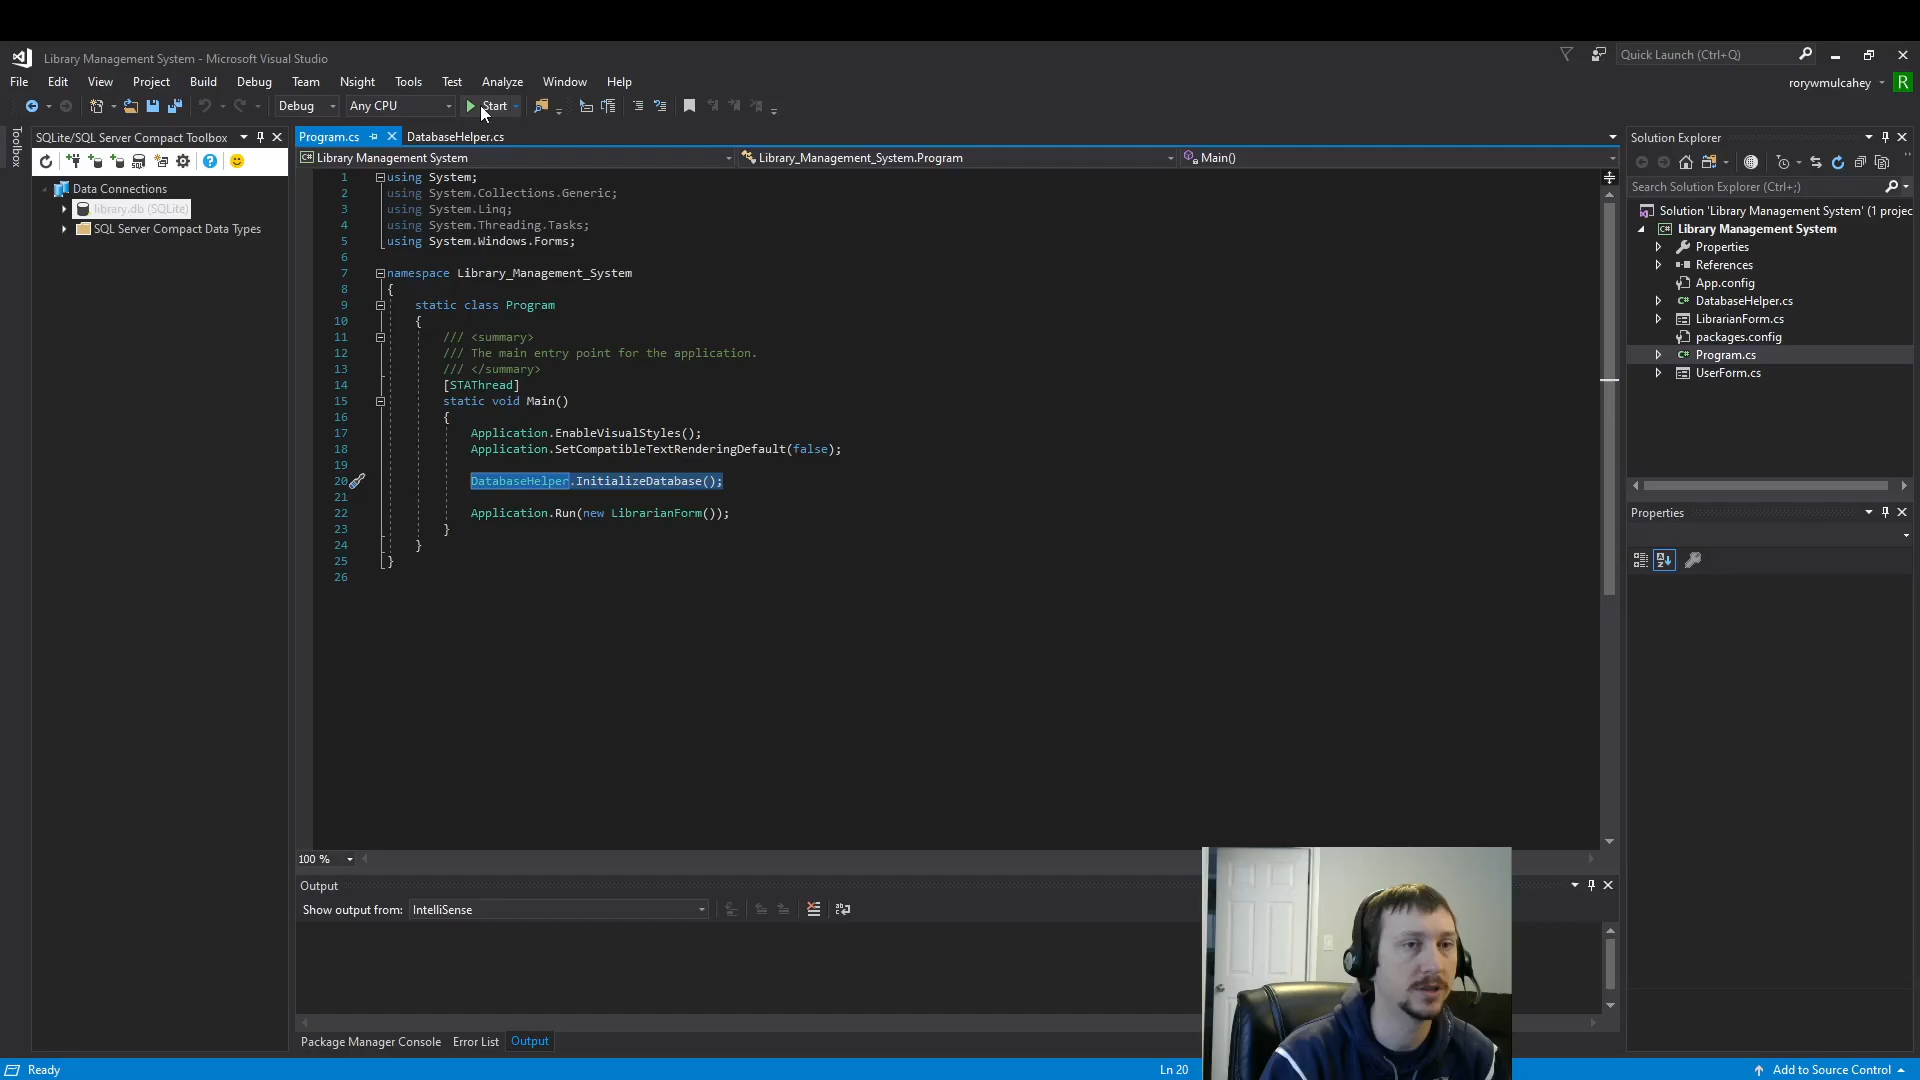 Library Management System - Microsoft Visual Studio
Quick Launch (Ctrl+Q)
File Edit View Project Build Debug Team Nsight Tools Test Analyze Window Help
rorywmulcahey R
Debug Any CPU Start
Toolbox
SQLite/SQL Server Compact Toolbox
Data Connections
library.db (SQLite)
SQL Server Compact Data Types
Program.cs DatabaseHelper.cs
Library Management System Library_Management_System.Program Main()
1 using System;
2 using System.Collections.Generic;
3 using System.Linq;
4 using System.Threading.Tasks;
5 using System.Windows.Forms;
6
7 namespace Library_Management_System
8 {
9 static class Program
10 {
11 /// <summary>
12 /// The main entry point for the application.
13 /// </summary>
14 [STAThread]
15 static void Main()
16 {
17 Application.EnableVisualStyles();
18 Application.SetCompatibleTextRenderingDefault(false);
19
20 DatabaseHelper.InitializeDatabase();
21
22 Application.Run(new LibrarianForm());
23 }
24 }
25 }
26
100 %
Output
Show output from: IntelliSense
Package Manager Console Error List Output
Solution Explorer
Search Solution Explorer (Ctrl+;)
Solution 'Library Management System' (1 projec
Library Management System
Properties
References
App.config
DatabaseHelper.cs
LibrarianForm.cs
packages.config
Program.cs
UserForm.cs
Properties
Ready Ln 20 Add to Source Control